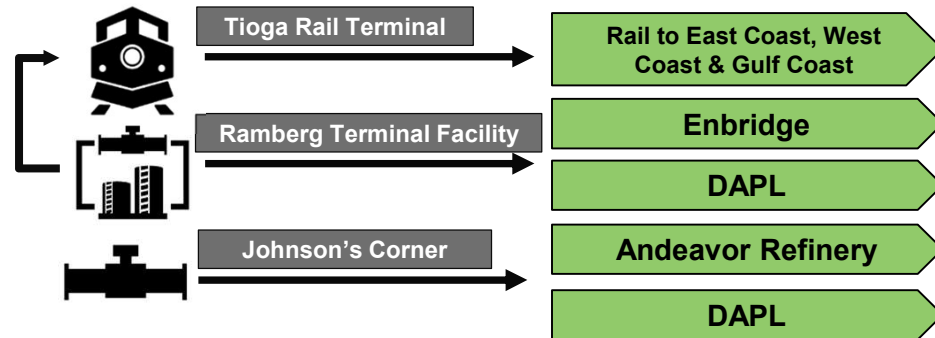 Tioga Rail Terminal
Rail to East Coast, West
Coast & Gulf Coast
Ramberg Terminal Facility
Enbridge
DAPL
Johnson's Corner
Andeavor Refinery
DAPL